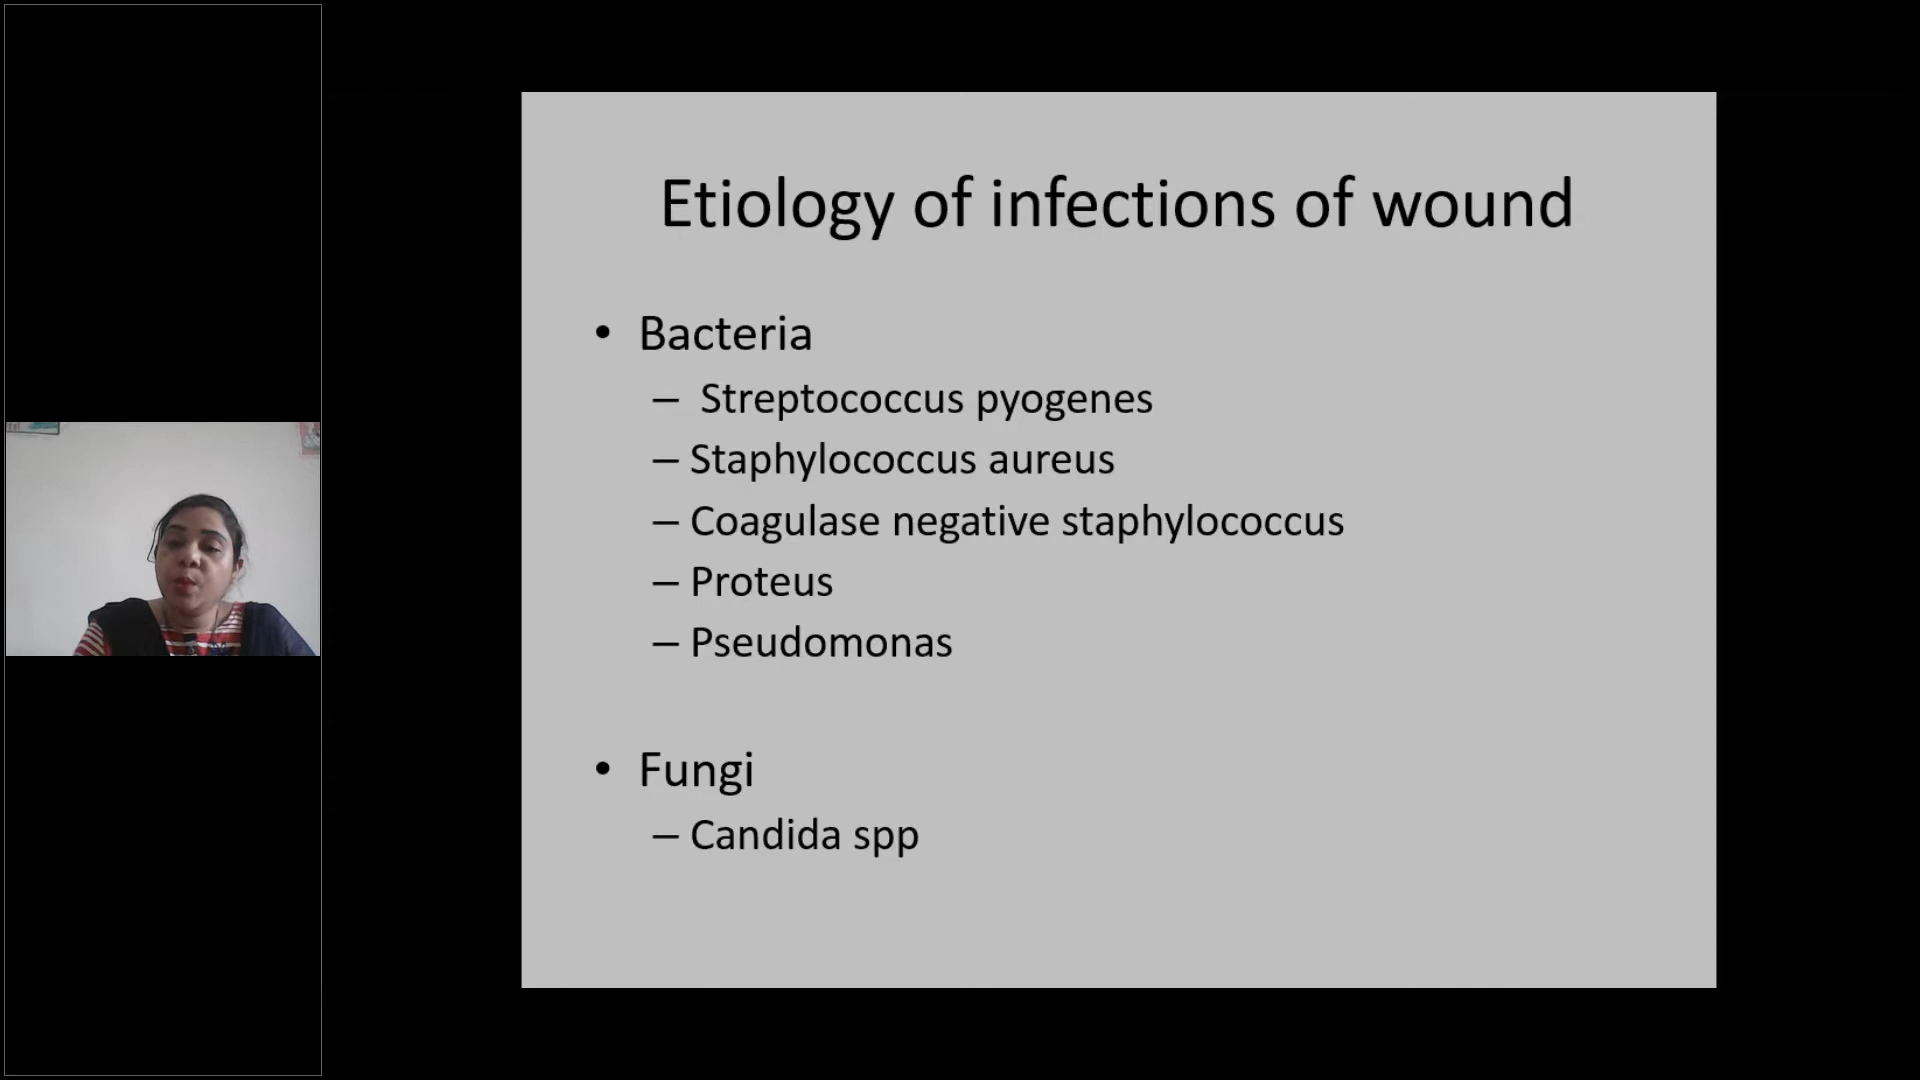 Etiology of infections of wound
• Bacteria
– Streptococcus pyogenes
– Staphylococcus aureus
– Coagulase negative staphylococcus
– Proteus
– Pseudomonas
• Fungi
– Candida spp